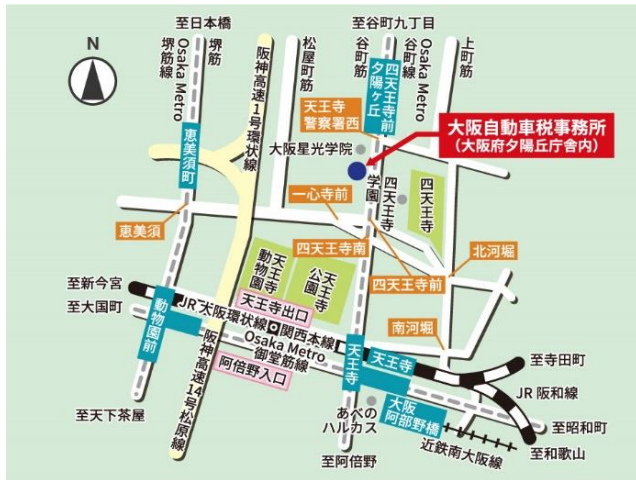 N
至日本橋
堺筋
Osaka Metro
堺筋線
阪神高速1号環状線
松屋町筋
至谷町九丁目
谷町筋
四天王寺前
夕陽ヶ丘
Osaka Metro
谷町線
上町筋
恵美須町
天王寺
警察署西
大阪星光学院
大阪自動車税事務所
(大阪府夕陽丘庁舎内)
一心寺前
四天王寺
学園
四天王寺
恵美須
四天王寺南
四天王寺前
北河堀
天王寺
動物園
天王寺
公園
至新今宮
至大国町
天王寺出口
南河堀
JR大阪環状線
関西本線
Osaka Metro
御堂筋線
動物園前
阿倍野入口
天王寺
天王寺
至寺田町
JR阪和線
阪神高速14号松原線
あべの
ハルカス
大阪
阿部野橋
至昭和町
至天下茶屋
至阿倍野
近鉄南大阪線
至和歌山